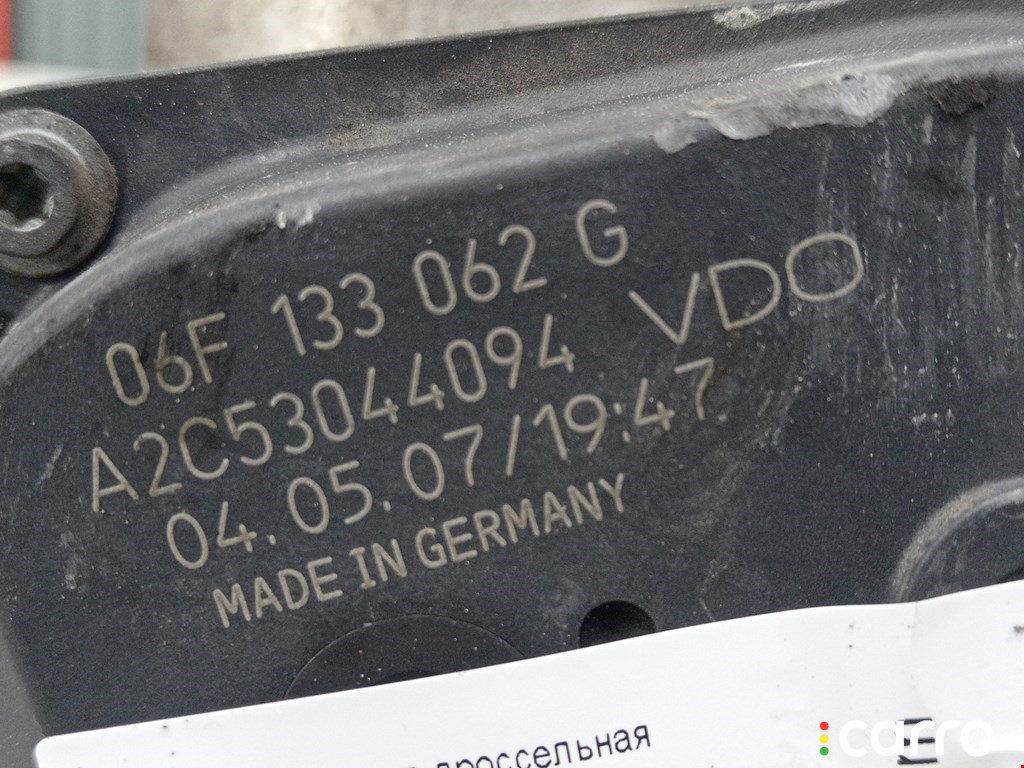 06F 133 062 G
A2C53044094 VDO
04.05.07/19:47
MADE IN GERMANY
дроссельная
carro